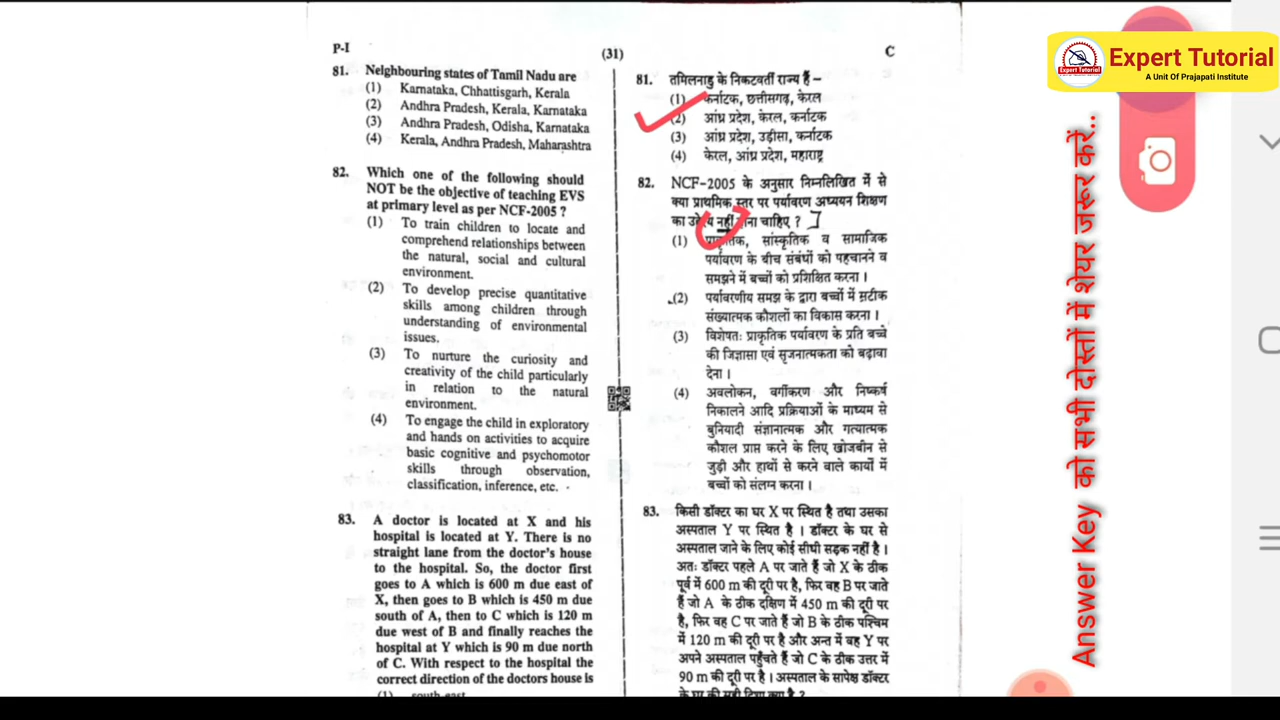 P-I
(31)
C
81. Neighbouring states of Tamil Nadu are
(1) Karnataka, Chhattisgarh, Kerala
(2) Andhra Pradesh, Kerala, Karnataka
(3) Andhra Pradesh, Odisha, Karnataka
(4) Kerala, Andhra Pradesh, Maharashtra
82. Which one of the following should
NOT be the objective of teaching EVS
at primary level as per NCF-2005 ?
(1) To train children to locate and
comprehend relationships between
the natural, social and cultural
environment.
(2) To develop precise quantitative
skills among children through
understanding of environmental
issues.
(3) To nurture the curiosity and
creativity of the child particularly
in relation to the natural
environment.
(4) To engage the child in exploratory
and hands on activities to acquire
basic cognitive and psychomotor
skills through observation,
classification, inference, etc.
83. A doctor is located at X and his
hospital is located at Y. There is no
straight lane from the doctor's house
to the hospital. So, the doctor first
goes to A which is 600 m due east of
X, then goes to B which is 450 m due
south of A, then to C which is 120 m
due west of B and finally reaches the
hospital at Y which is 90 m due north
of C. With respect to the hospital the
correct direction of the doctors house is
(1) south-east
81. तमिलनाडु के निकटवर्ती राज्य हैं –
(1) कर्नाटक, छत्तीसगढ़, केरल
(2) आंध्र प्रदेश, केरल, कर्नाटक
(3) आंध्र प्रदेश, उड़ीसा, कर्नाटक
(4) केरल, आंध्र प्रदेश, महाराष्ट्र
82. NCF-2005 के अनुसार निम्नलिखित में से
क्या प्राथमिक स्तर पर पर्यावरण अध्ययन शिक्षण
का उद्देश्य नहीं होना चाहिए ?
(1) प्राकृतिक, सांस्कृतिक व सामाजिक
पर्यावरण के बीच संबंधों को पहचानने व
समझने में बच्चों को प्रशिक्षित करना ।
(2) पर्यावरणीय समझ के द्वारा बच्चों में सटीक
संख्यात्मक कौशलों का विकास करना ।
(3) विशेषतः प्राकृतिक पर्यावरण के प्रति बच्चे
की जिज्ञासा एवं सृजनात्मकता को बढ़ावा
देना ।
(4) अवलोकन, वर्गीकरण और निष्कर्ष
निकालने आदि प्रक्रियाओं के माध्यम से
बुनियादी संज्ञानात्मक और गत्यात्मक
कौशल प्राप्त करने के लिए खोजबीन से
जुड़ी और हाथों से करने वाले कार्यों में
बच्चों को संलग्न करना ।
83. किसी डॉक्टर का घर X पर स्थित है तथा उसका
अस्पताल Y पर स्थित है । डॉक्टर के घर से
अस्पताल जाने के लिए कोई सीधी सड़क नहीं है ।
अतः डॉक्टर पहले A पर जाते हैं जो X के ठीक
पूर्व में 600 m की दूरी पर है, फिर वह B पर जाते
हैं जो A के ठीक दक्षिण में 450 m की दूरी पर
है, फिर वह C पर जाते हैं जो B के ठीक पश्चिम
में 120 m की दूरी पर है और अन्त में वह Y पर
अपने अस्पताल पहुँचते हैं जो C के ठीक उत्तर में
90 m की दूरी पर है । अस्पताल के सापेक्ष डॉक्टर
के घर की सही दिशा क्या है ?
Expert Tutorial
A Unit Of Prajapati Institute
Answer Key को सभी दोस्तों में शेयर जरूर करें..